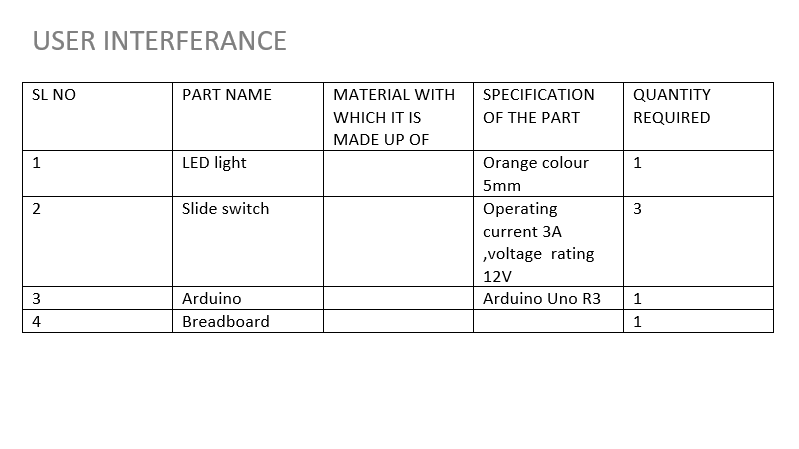 USER INTERFERANCE
SL NO PART NAME MATERIAL WITH WHICH IT IS MADE UP OF SPECIFICATION OF THE PART QUANTITY REQUIRED
1 LED light Orange colour 5mm 1
2 Slide switch Operating current 3A ,voltage rating 12V 3
3 Arduino Arduino Uno R3 1
4 Breadboard 1